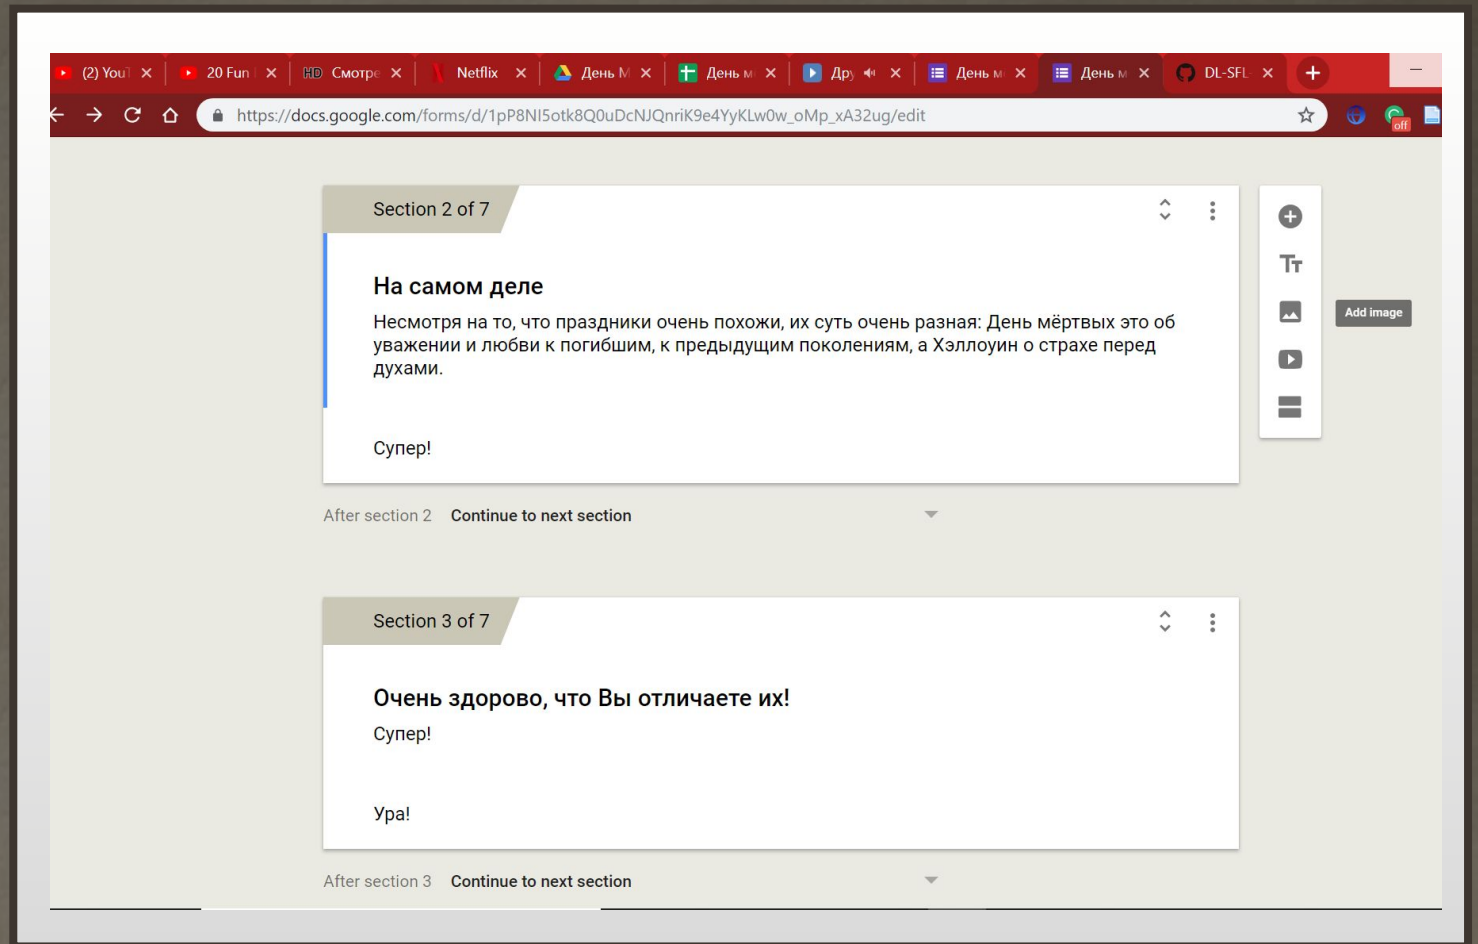 (2) You
20 Fun
HD Смотре
Netflix
День М
День м
Дру
День м
День м
DL-SFL-
https://docs.google.com/forms/d/1pP8NI5otk8Q0uDcNJQnriK9e4YyKLw0w_oMp_xA32ug/edit
off
Section 2 of 7
Tт
Add image
На самом деле
Несмотря на то, что праздники очень похожи, их суть очень разная: День мёртвых это об
уважении и любви к погибшим, к предыдущим поколениям, а Хэллоуин о страхе перед
духами.
Супер!
After section 2 Continue to next section
Section 3 of 7
Очень здорово, что Вы отличаете их!
Супер!
Ура!
After section 3 Continue to next section